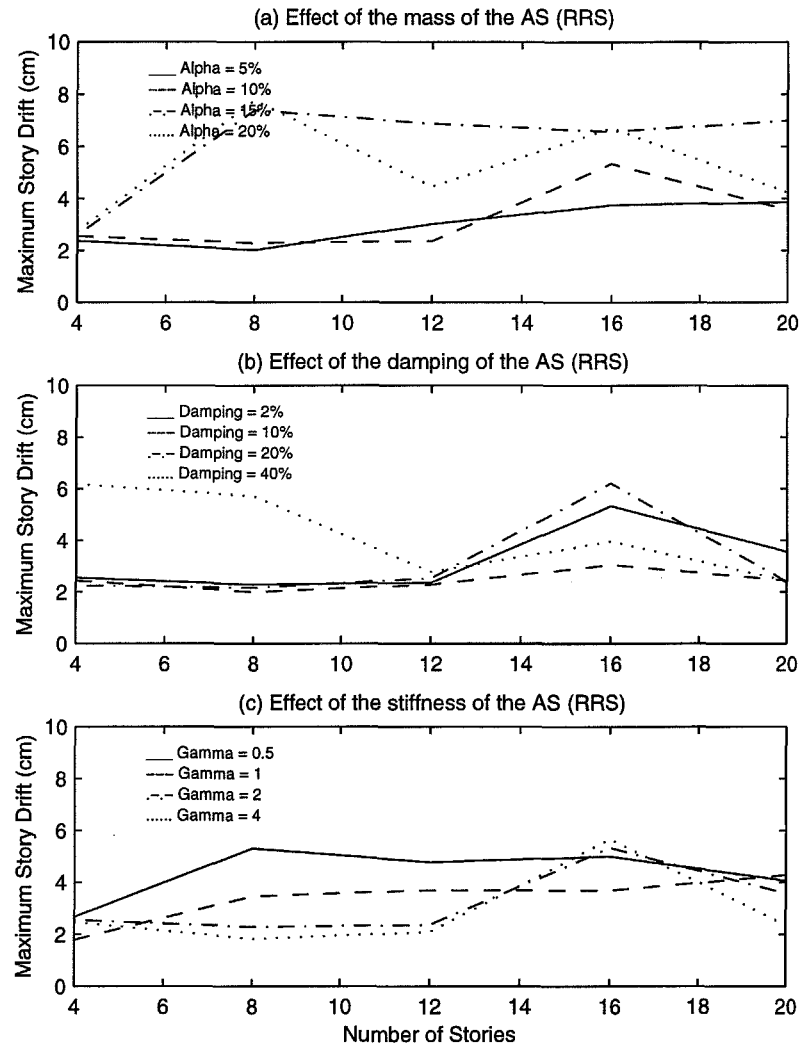 (a) Effect of the mass of the AS (RRS)
10
8
6
4
2
0
Maximum Story Drift (cm)
Alpha = 5%
Alpha = 10%
Alpha = 15%
Alpha = 20%
4 6 8 10 12 14 16 18 20
(b) Effect of the damping of the AS (RRS)
10
8
6
4
2
0
Maximum Story Drift (cm)
Damping = 2%
Damping = 10%
Damping = 20%
Damping = 40%
4 6 8 10 12 14 16 18 20
(c) Effect of the stiffness of the AS (RRS)
10
8
6
4
2
0
Maximum Story Drift (cm)
Gamma = 0.5
Gamma = 1
Gamma = 2
Gamma = 4
4 6 8 10 12 14 16 18 20
Number of Stories